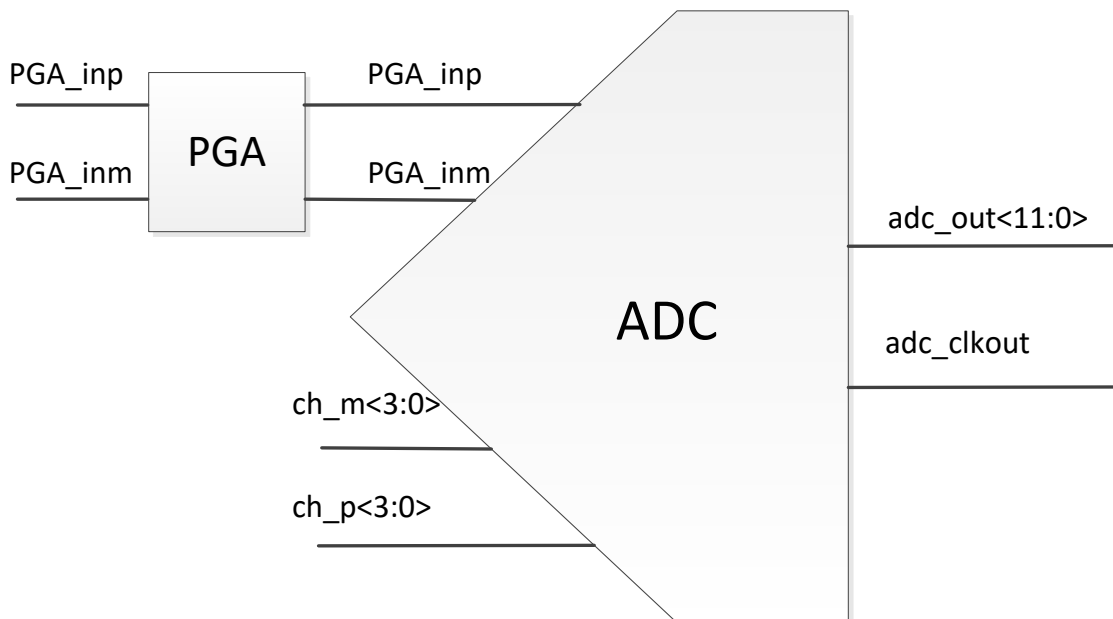 PGA_inp
PGA_inp
PGA
PGA_inm
PGA_inm
adc_out<11:0>
ADC
adc_clkout
ch_m<3:0>
ch_p<3:0>